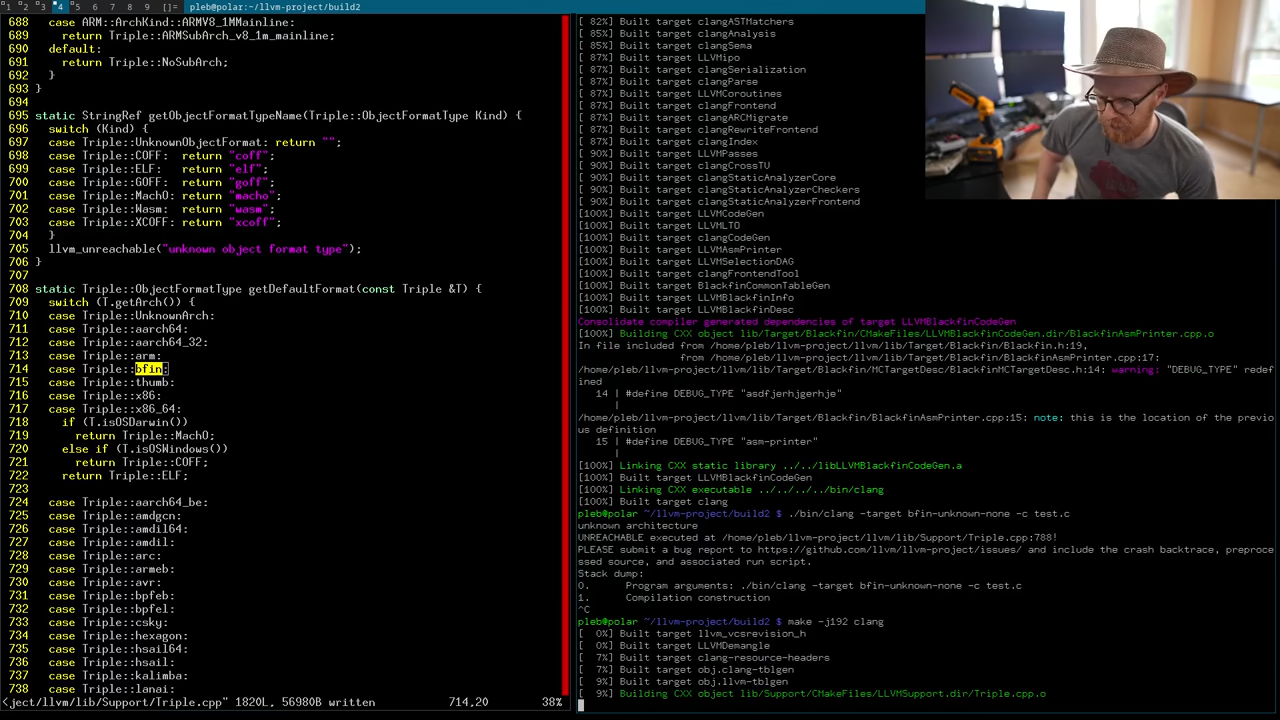 1 2 3 4 5 6 7 8 9 []= pleb@polar:~/llvm-project/build2
688 case ARM::ArchKind::ARMV8_1MMainline:
689 return Triple::ARMSubArch_v8_1m_mainline;
690 default:
691 return Triple::NoSubArch;
692 }
693 }
694
695 static StringRef getObjectFormatTypeName(Triple::ObjectFormatType Kind) {
696 switch (Kind) {
697 case Triple::UnknownObjectFormat: return "";
698 case Triple::COFF: return "coff";
699 case Triple::ELF: return "elf";
700 case Triple::GOFF: return "goff";
701 case Triple::MachO: return "macho";
702 case Triple::Wasm: return "wasm";
703 case Triple::XCOFF: return "xcoff";
704 }
705 llvm_unreachable("unknown object format type");
706 }
707
708 static Triple::ObjectFormatType getDefaultFormat(const Triple &T) {
709 switch (T.getArch()) {
710 case Triple::UnknownArch:
711 case Triple::aarch64:
712 case Triple::aarch64_32:
713 case Triple::arm:
714 case Triple::bfin:
715 case Triple::thumb:
716 case Triple::x86:
717 case Triple::x86_64:
718 if (T.isOSDarwin())
719 return Triple::MachO;
720 else if (T.isOSWindows())
721 return Triple::COFF;
722 return Triple::ELF;
723
724 case Triple::aarch64_be:
725 case Triple::amdgcn:
726 case Triple::amdil64:
727 case Triple::amdil:
728 case Triple::arc:
729 case Triple::armeb:
730 case Triple::avr:
731 case Triple::bpfeb:
732 case Triple::bpfel:
733 case Triple::csky:
734 case Triple::hexagon:
735 case Triple::hsail64:
736 case Triple::hsail:
737 case Triple::kalimba:
738 case Triple::lanai:
<ject/llvm/lib/Support/Triple.cpp" 1820L, 56980B written 714,20 38%
[ 82%] Built target clangASTMatchers
[ 85%] Built target clangAnalysis
[ 85%] Built target clangSema
[ 87%] Built target LLVMipo
[ 87%] Built target clangSerialization
[ 87%] Built target clangParse
[ 87%] Built target LLVMCoroutines
[ 87%] Built target clangFrontend
[ 87%] Built target clangARCMigrate
[ 87%] Built target clangRewriteFrontend
[ 87%] Built target clangIndex
[ 90%] Built target LLVMPasses
[ 90%] Built target clangCrossTU
[ 90%] Built target clangStaticAnalyzerCore
[ 90%] Built target clangStaticAnalyzerCheckers
[ 90%] Built target clangStaticAnalyzerFrontend
[100%] Built target LLVMCodeGen
[100%] Built target LLVMLTO
[100%] Built target clangCodeGen
[100%] Built target LLVMAsmPrinter
[100%] Built target LLVMSelectionDAG
[100%] Built target clangFrontendTool
[100%] Built target BlackfinCommonTableGen
[100%] Built target LLVMBlackfinInfo
[100%] Built target LLVMBlackfinDesc
Consolidate compiler generated dependencies of target LLVMBlackfinCodeGen
[100%] Building CXX object lib/Target/Blackfin/CMakeFiles/LLVMBlackfinCodeGen.dir/BlackfinAsmPrinter.cpp.o
In file included from /home/pleb/llvm-project/llvm/lib/Target/Blackfin/Blackfin.h:19,
from /home/pleb/llvm-project/llvm/lib/Target/Blackfin/BlackfinAsmPrinter.cpp:17:
/home/pleb/llvm-project/llvm/lib/Target/Blackfin/MCTargetDesc/BlackfinMCTargetDesc.h:14: warning: "DEBUG_TYPE" redef
ined
14 | #define DEBUG_TYPE "asdfjerhjgerhje"
|
/home/pleb/llvm-project/llvm/lib/Target/Blackfin/BlackfinAsmPrinter.cpp:15: note: this is the location of the previo
us definition
15 | #define DEBUG_TYPE "asm-printer"
|
[100%] Linking CXX static library ../../libLLVMBlackfinCodeGen.a
[100%] Built target LLVMBlackfinCodeGen
[100%] Linking CXX executable ../../../../bin/clang
[100%] Built target clang
pleb@polar ~/llvm-project/build2 $ ./bin/clang -target bfin-unknown-none -c test.c
unknown architecture
UNREACHABLE executed at /home/pleb/llvm-project/llvm/lib/Support/Triple.cpp:788!
PLEASE submit a bug report to https://github.com/llvm/llvm-project/issues/ and include the crash backtrace, preproce
ssed source, and associated run script.
Stack dump:
0. Program arguments: ./bin/clang -target bfin-unknown-none -c test.c
1. Compilation construction
^C
pleb@polar ~/llvm-project/build2 $ make -j192 clang
[ 0%] Built target llvm_vcsrevision_h
[ 0%] Built target LLVMDemangle
[ 7%] Built target clang-resource-headers
[ 7%] Built target obj.clang-tblgen
[ 9%] Built target obj.llvm-tblgen
[ 9%] Building CXX object lib/Support/CMakeFiles/LLVMSupport.dir/Triple.cpp.o